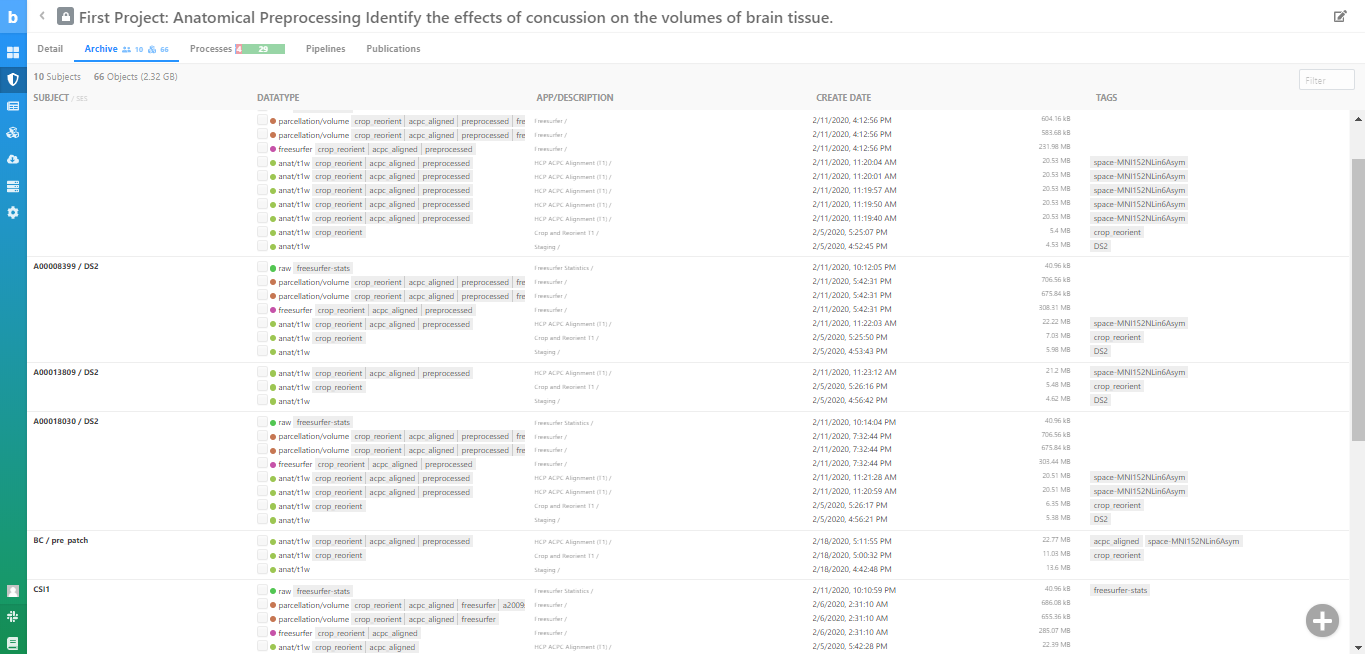 b First Project: Anatomical Preprocessing Identify the effects of concussion on the volumes of brain tissue.
Detail Archive 10 66 Processes 4 29 Pipelines Publications
10 Subjects 66 Objects (2.32 GB) Filter
SUBJECT / SES DATATYPE APP/DESCRIPTION CREATE DATE TAGS
parcellation/volume crop_reorient acpc_aligned preprocessed fre Freesurfer / 2/11/2020, 4:12:56 PM 604.16 kB
parcellation/volume crop_reorient acpc_aligned preprocessed fre Freesurfer / 2/11/2020, 4:12:56 PM 583.68 kB
freesurfer crop_reorient acpc_aligned preprocessed Freesurfer / 2/11/2020, 4:12:56 PM 231.98 MB
anat/t1w crop_reorient acpc_aligned preprocessed HCP ACPC Alignment (T1) / 2/11/2020, 11:20:04 AM 20.53 MB space-MNI152NLin6Asym
anat/t1w crop_reorient acpc_aligned preprocessed HCP ACPC Alignment (T1) / 2/11/2020, 11:20:01 AM 20.53 MB space-MNI152NLin6Asym
anat/t1w crop_reorient acpc_aligned preprocessed HCP ACPC Alignment (T1) / 2/11/2020, 11:19:57 AM 20.53 MB space-MNI152NLin6Asym
anat/t1w crop_reorient acpc_aligned preprocessed HCP ACPC Alignment (T1) / 2/11/2020, 11:19:50 AM 20.53 MB space-MNI152NLin6Asym
anat/t1w crop_reorient acpc_aligned preprocessed HCP ACPC Alignment (T1) / 2/11/2020, 11:19:40 AM 20.53 MB space-MNI152NLin6Asym
anat/t1w crop_reorient Crop and Reorient T1 / 2/5/2020, 5:25:07 PM 5.4 MB crop_reorient
anat/t1w Staging / 2/5/2020, 4:52:45 PM 4.53 MB DS2
A00008399 / DS2 raw freesurfer-stats Freesurfer Statistics / 2/11/2020, 10:12:05 PM 40.96 kB
parcellation/volume crop_reorient acpc_aligned preprocessed fre Freesurfer / 2/11/2020, 5:42:31 PM 706.56 kB
parcellation/volume crop_reorient acpc_aligned preprocessed fre Freesurfer / 2/11/2020, 5:42:31 PM 675.84 kB
freesurfer crop_reorient acpc_aligned preprocessed Freesurfer / 2/11/2020, 5:42:31 PM 308.31 MB
anat/t1w crop_reorient acpc_aligned preprocessed HCP ACPC Alignment (T1) / 2/11/2020, 11:22:03 AM 22.22 MB space-MNI152NLin6Asym
anat/t1w crop_reorient Crop and Reorient T1 / 2/5/2020, 5:25:50 PM 7.03 MB crop_reorient
anat/t1w Staging / 2/5/2020, 4:53:43 PM 5.98 MB DS2
A00013809 / DS2 anat/t1w crop_reorient acpc_aligned preprocessed HCP ACPC Alignment (T1) / 2/11/2020, 11:23:12 AM 21.2 MB space-MNI152NLin6Asym
anat/t1w crop_reorient Crop and Reorient T1 / 2/5/2020, 5:26:16 PM 5.48 MB crop_reorient
anat/t1w Staging / 2/5/2020, 4:56:42 PM 4.62 MB DS2
A00018030 / DS2 raw freesurfer-stats Freesurfer Statistics / 2/11/2020, 10:14:04 PM 40.96 kB
parcellation/volume crop_reorient acpc_aligned preprocessed fre Freesurfer / 2/11/2020, 7:32:44 PM 706.56 kB
parcellation/volume crop_reorient acpc_aligned preprocessed fre Freesurfer / 2/11/2020, 7:32:44 PM 675.84 kB
freesurfer crop_reorient acpc_aligned preprocessed Freesurfer / 2/11/2020, 7:32:44 PM 303.44 MB
anat/t1w crop_reorient acpc_aligned preprocessed HCP ACPC Alignment (T1) / 2/11/2020, 11:21:28 AM 20.51 MB space-MNI152NLin6Asym
anat/t1w crop_reorient acpc_aligned preprocessed HCP ACPC Alignment (T1) / 2/11/2020, 11:20:59 AM 20.51 MB space-MNI152NLin6Asym
anat/t1w crop_reorient Crop and Reorient T1 / 2/5/2020, 5:26:17 PM 6.35 MB crop_reorient
anat/t1w Staging / 2/5/2020, 4:56:21 PM 5.38 MB DS2
BC / pre_patch anat/t1w crop_reorient acpc_aligned preprocessed HCP ACPC Alignment (T1) / 2/18/2020, 5:11:55 PM 22.77 MB acpc_aligned space-MNI152NLin6Asym
anat/t1w crop_reorient Crop and Reorient T1 / 2/18/2020, 5:00:32 PM 11.03 MB crop_reorient
anat/t1w Staging / 2/18/2020, 4:42:48 PM 13.6 MB
CSI1 raw freesurfer-stats Freesurfer Statistics / 2/11/2020, 10:10:59 PM 40.96 kB freesurfer-stats
parcellation/volume crop_reorient acpc_aligned freesurfer a2009 Freesurfer / 2/6/2020, 2:31:10 AM 686.08 kB
parcellation/volume crop_reorient acpc_aligned freesurfer Freesurfer / 2/6/2020, 2:31:10 AM 655.36 kB
freesurfer crop_reorient acpc_aligned Freesurfer / 2/6/2020, 2:31:10 AM 285.07 MB
anat/t1w crop_reorient acpc_aligned HCP ACPC Alignment (T1) / 2/5/2020, 5:42:28 PM 22.39 MB